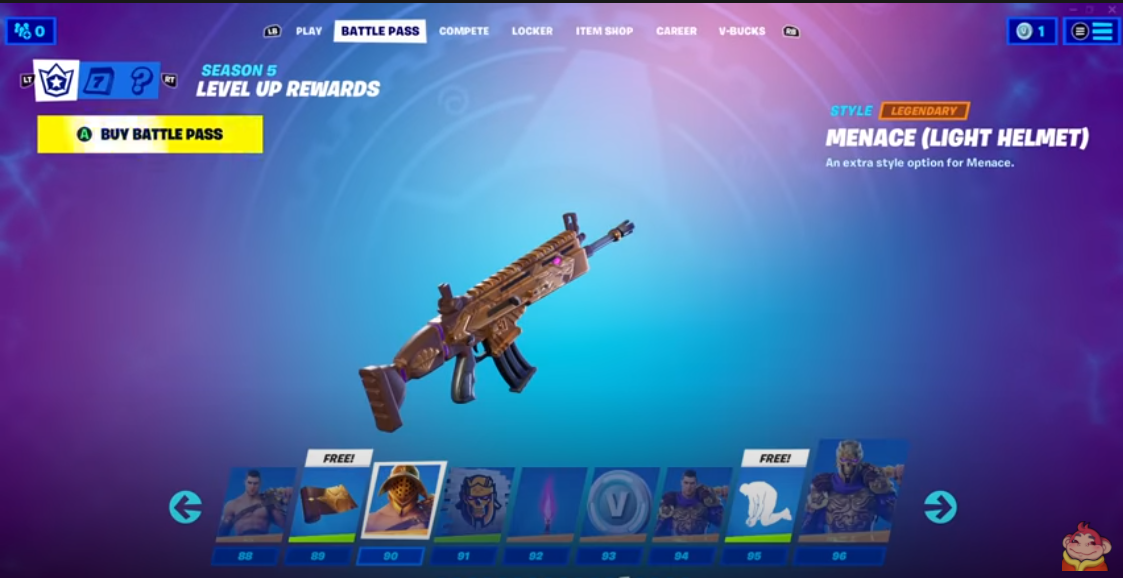 0
LB PLAY BATTLE PASS COMPETE LOCKER ITEM SHOP CAREER V-BUCKS RB
1
LT 7 ? RT
SEASON 5
LEVEL UP REWARDS
A BUY BATTLE PASS
STYLE LEGENDARY
MENACE (LIGHT HELMET)
An extra style option for Menace.
FREE! FREE!
V
88 89 90 91 92 93 94 95 96